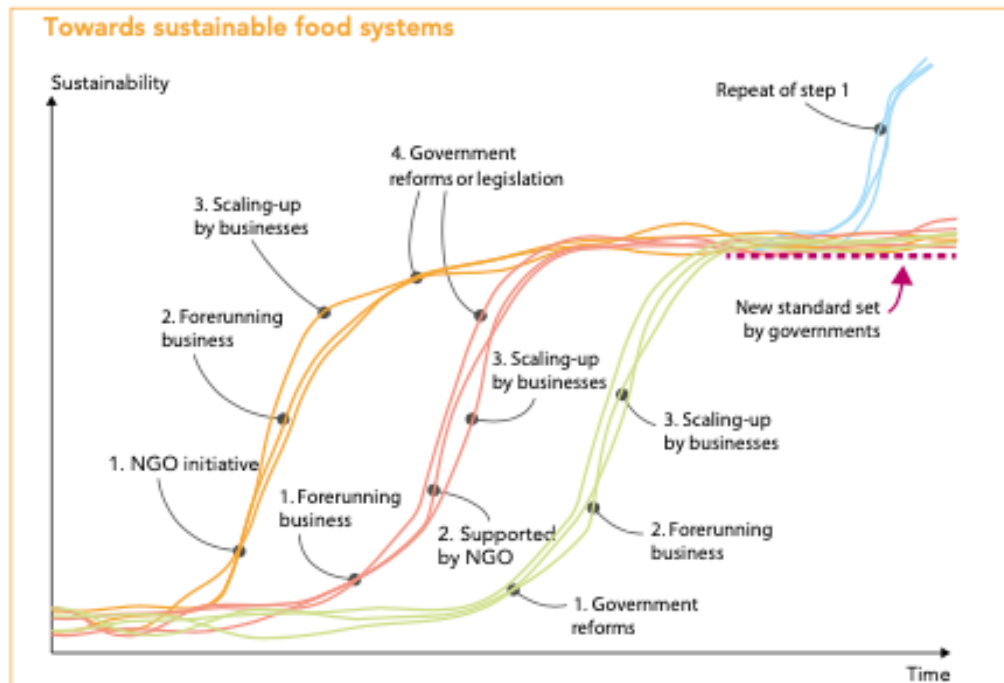 Towards sustainable food systems
Sustainability
Repeat of step 1
4. Government
reforms or legislation
3. Scaling-up
by businesses
2. Forerunning
business
New standard set
by governments
3. Scaling-up
by businesses
3. Scaling-up
by businesses
1. NGO initiative
1. Forerunning
business
2. Supported
by NGO
2. Forerunning
business
1. Government
reforms
Time